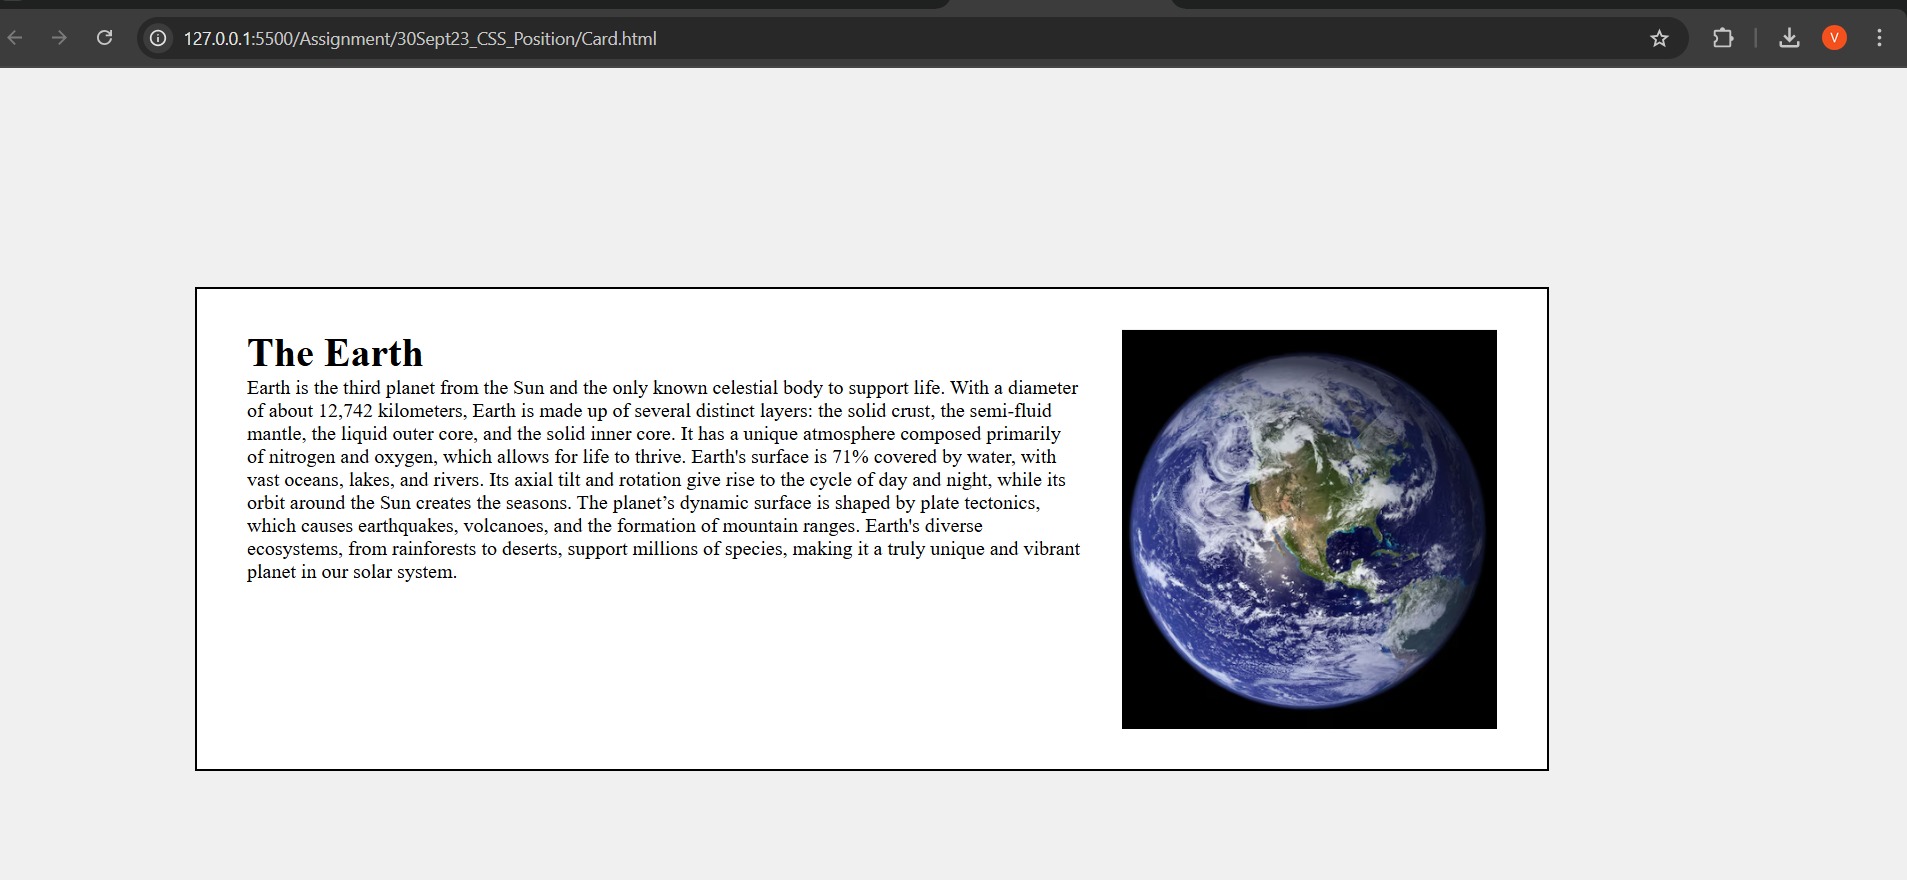 127.0.0.1:5500/Assignment/30Sept23_CSS_Position/Card.html
V
The Earth
Earth is the third planet from the Sun and the only known celestial body to support life. With a diameter
of about 12,742 kilometers, Earth is made up of several distinct layers: the solid crust, the semi-fluid
mantle, the liquid outer core, and the solid inner core. It has a unique atmosphere composed primarily
of nitrogen and oxygen, which allows for life to thrive. Earth's surface is 71% covered by water, with
vast oceans, lakes, and rivers. Its axial tilt and rotation give rise to the cycle of day and night, while its
orbit around the Sun creates the seasons. The planet’s dynamic surface is shaped by plate tectonics,
which causes earthquakes, volcanoes, and the formation of mountain ranges. Earth's diverse
ecosystems, from rainforests to deserts, support millions of species, making it a truly unique and vibrant
planet in our solar system.